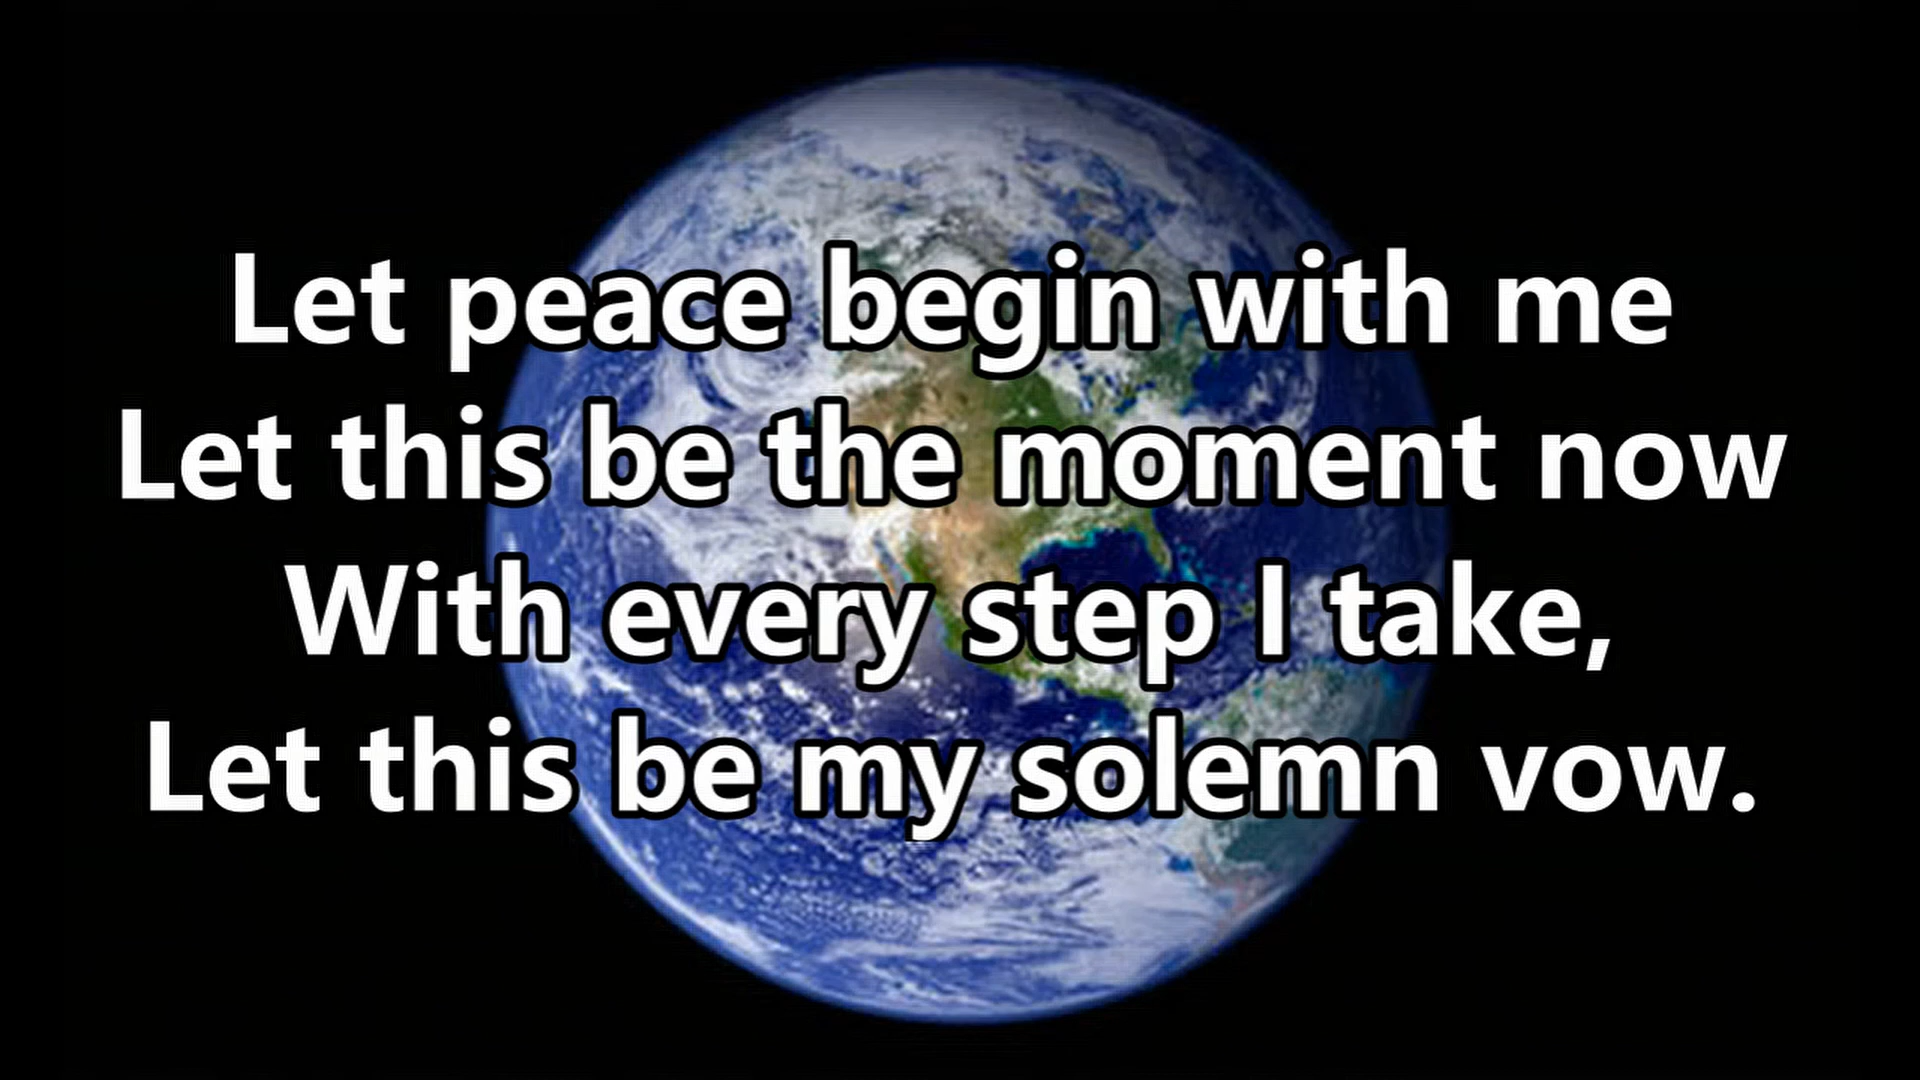 Let peace begin with me
Let this be the moment now
With every step I take,
Let this be my solemn vow.